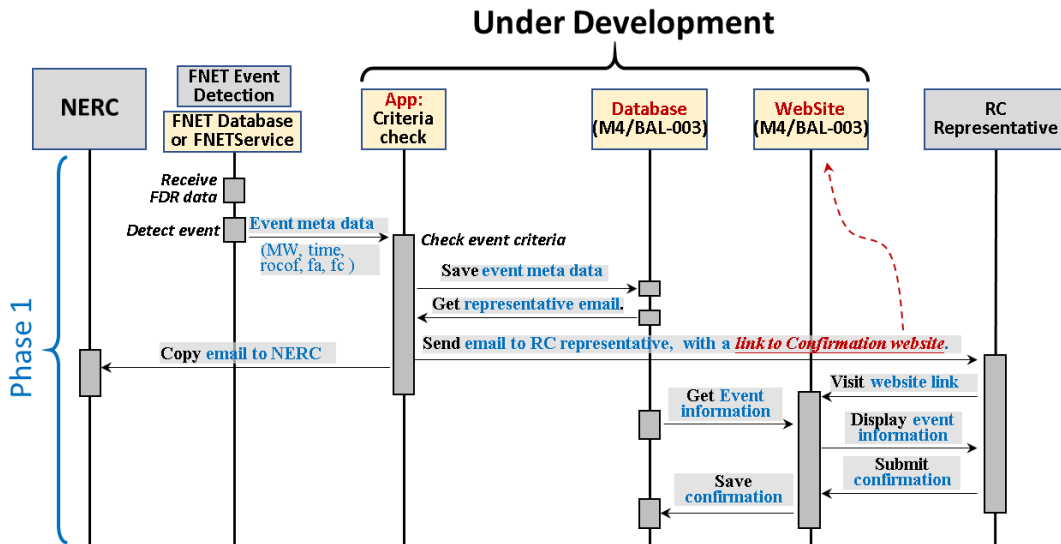 Under Development
NERC
FNET Event
Detection
FNET Database
or FNETService
App:
Criteria
check
Database
(M4/BAL-003)
WebSite
(M4/BAL-003)
RC
Representative
Phase 1
Receive
FDR data
Detect event
Event meta data
(MW, time,
rocof, fa, fc )
Check event criteria
Save event meta data
Get representative email.
Send email to RC representative,  with a link to Confirmation website.
Copy email to NERC
Visit website link
Get Event
information
Display event
information
Submit
confirmation
Save
confirmation